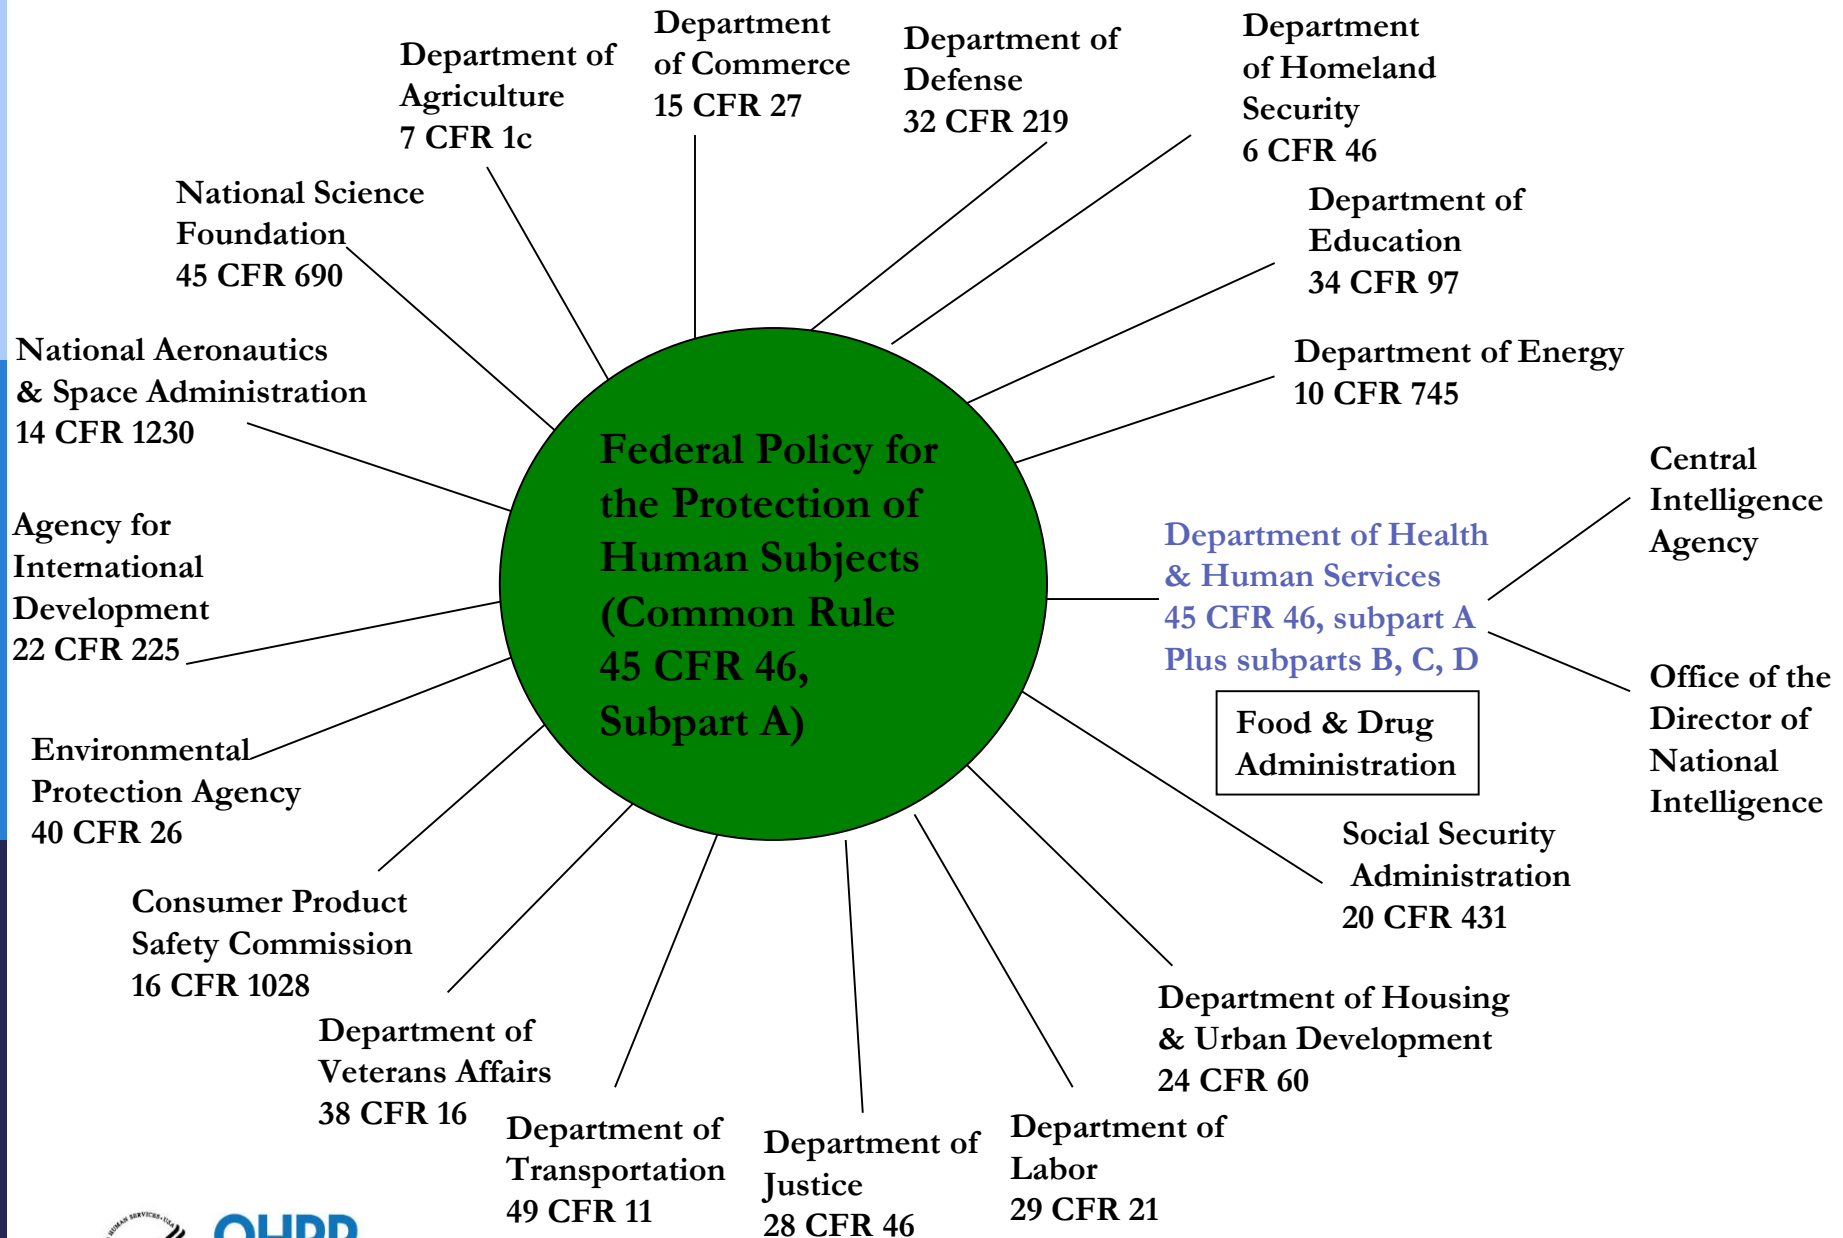 Department
of Commerce
15 CFR 27
Department of
Agriculture
7 CFR 1c
Department of
Defense
32 CFR 219
Department
of Homeland
Security
6 CFR 46
National Science
Foundation
45 CFR 690
Department of
Education
34 CFR 97
National Aeronautics
& Space Administration
14 CFR 1230
Department of Energy
10 CFR 745
Federal Policy for
the Protection of
Human Subjects
(Common Rule
45 CFR 46,
Subpart A)
Central
Intelligence
Agency
Agency for
International
Development
22 CFR 225
Department of Health
& Human Services
45 CFR 46, subpart A
Plus subparts B, C, D
Office of the
Director of
National
Intelligence
Food & Drug
Administration
Environmental
Protection Agency
40 CFR 26
Social Security
Administration
20 CFR 431
Consumer Product
Safety Commission
16 CFR 1028
Department of Housing
& Urban Development
24 CFR 60
Department of
Veterans Affairs
38 CFR 16
Department of
Transportation
49 CFR 11
Department of
Justice
28 CFR 46
Department of
Labor
29 CFR 21
HUMAN SERVICES · USA
OHRP